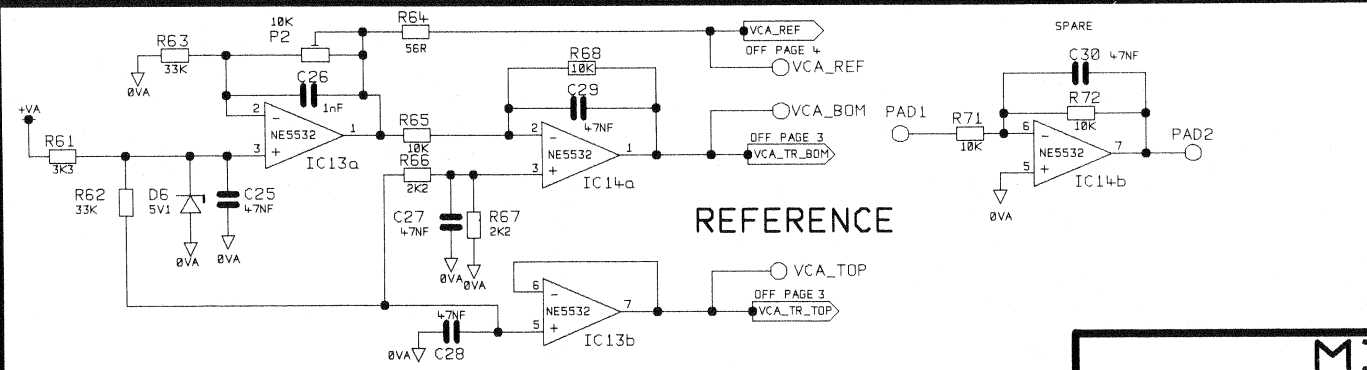 10K
P2
R64
56R
VCA_REF
OFF PAGE 4
VCA_REF
SPARE
C30 47NF
R63
33K
0VA
C26
1nF
R68
10K
C29
47NF
VCA_BOM
PAD1
R71
10K
R72
10K
PAD2
+VA
R61
3K3
2
-
NE5532
1
3
+
IC13a
R65
10K
R66
2K2
2
-
NE5532
1
3
+
IC14a
OFF PAGE 3
VCA_TR_BOM
6
-
NE5532
7
5
+
IC14b
0VA
R62
33K
D6
5V1
C25
47NF
0VA
0VA
C27
47NF
R67
2K2
0VA
0VA
REFERENCE
6
-
NE5532
7
5
+
IC13b
VCA_TOP
OFF PAGE 3
VCA_TR_TOP
47NF
0VA
C28